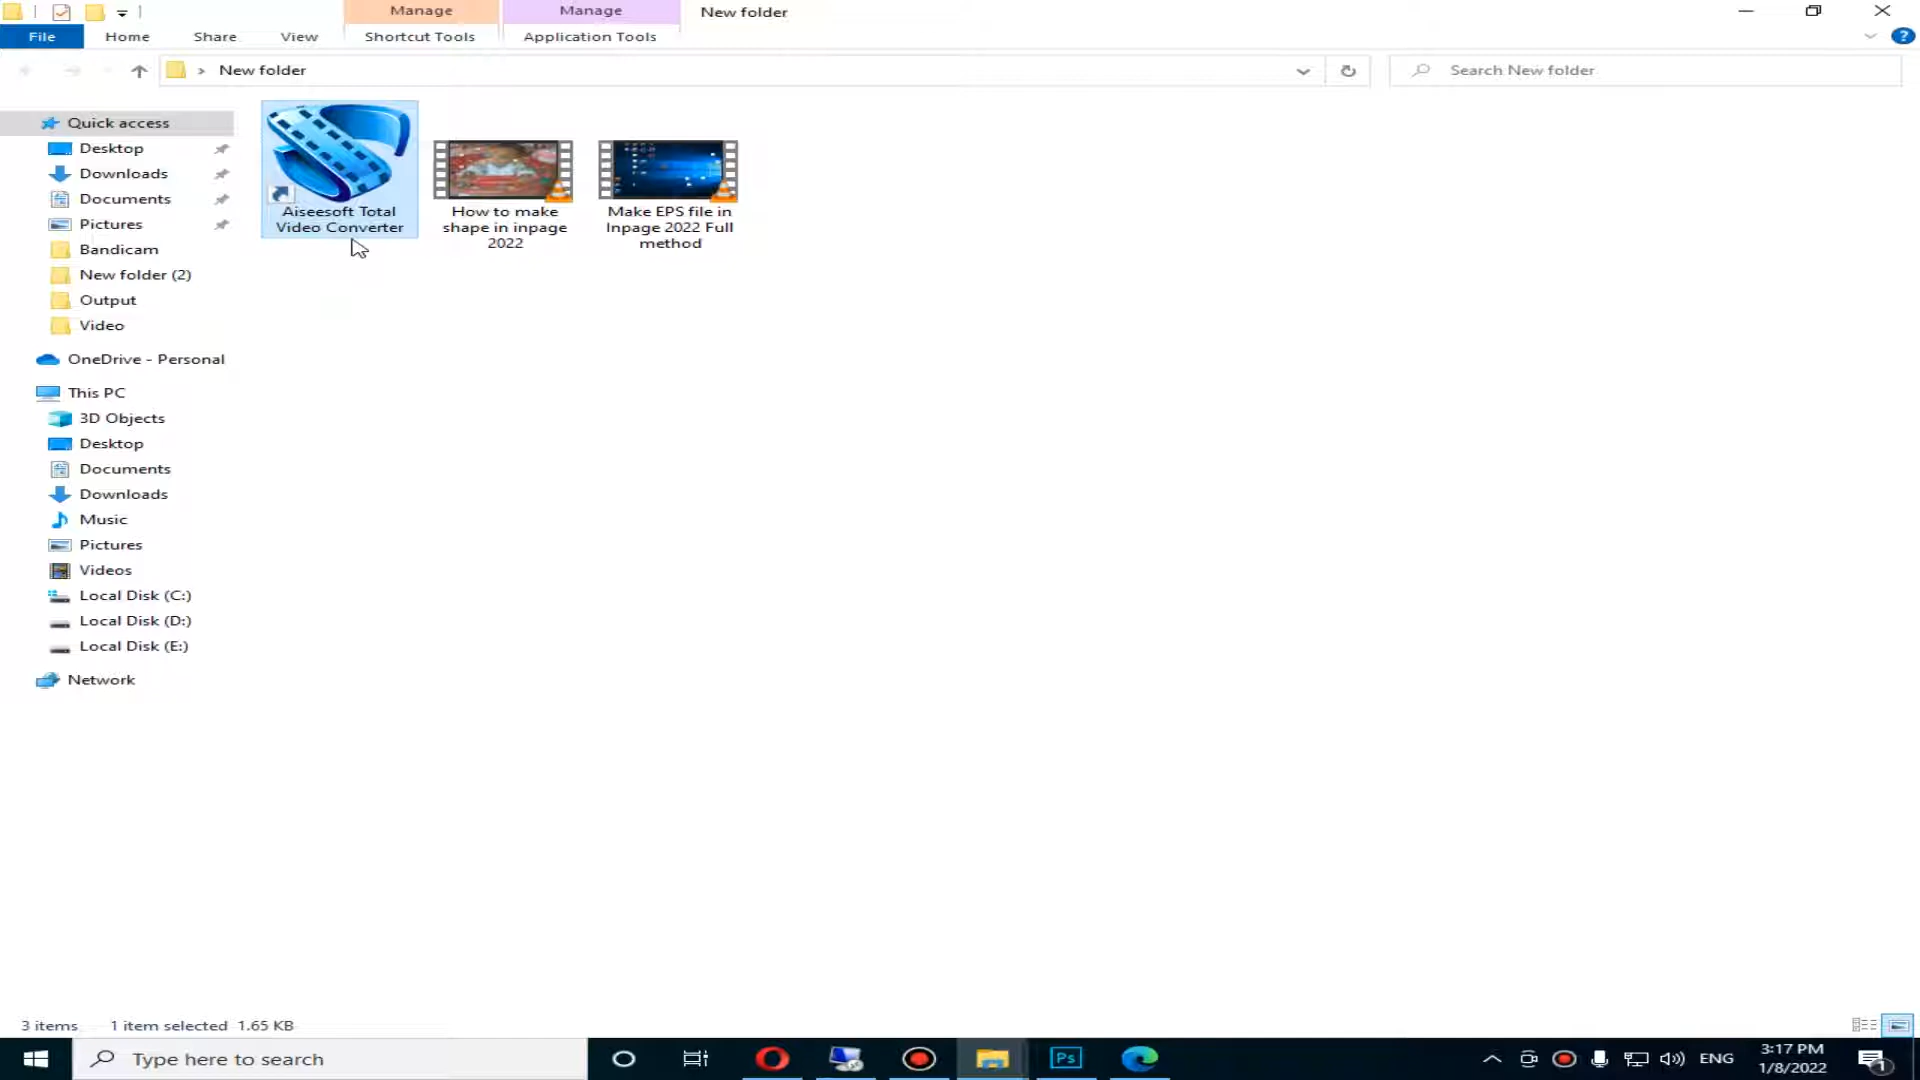 Manage
Manage
New folder
File
Home
Share
View
Shortcut Tools
Application Tools
New folder
Search New folder
Quick access
Desktop
Downloads
Documents
Pictures
Bandicam
New folder (2)
Output
Video
OneDrive - Personal
This PC
3D Objects
Desktop
Documents
Downloads
Music
Pictures
Videos
Local Disk (C:)
Local Disk (D:)
Local Disk (E:)
Network
Aiseesoft Total
Video Converter
How to make
shape in inpage
2022
Make EPS file in
Inpage 2022 Full
method
3 items
1 item selected 1.65 KB
Type here to search
Ps
ENG
3:17 PM
1/8/2022
1